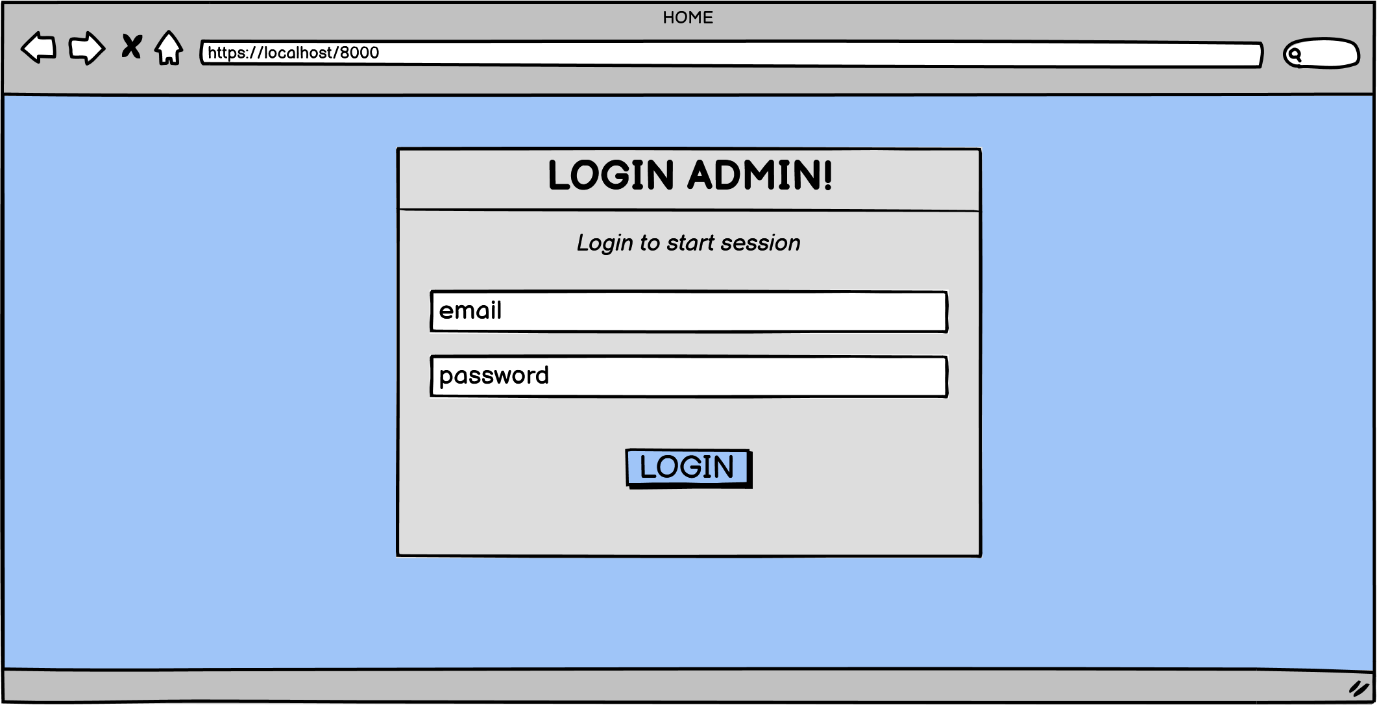 HOME
https://localhost/8000
LOGIN ADMIN!
Login to start session
email
password
LOGIN